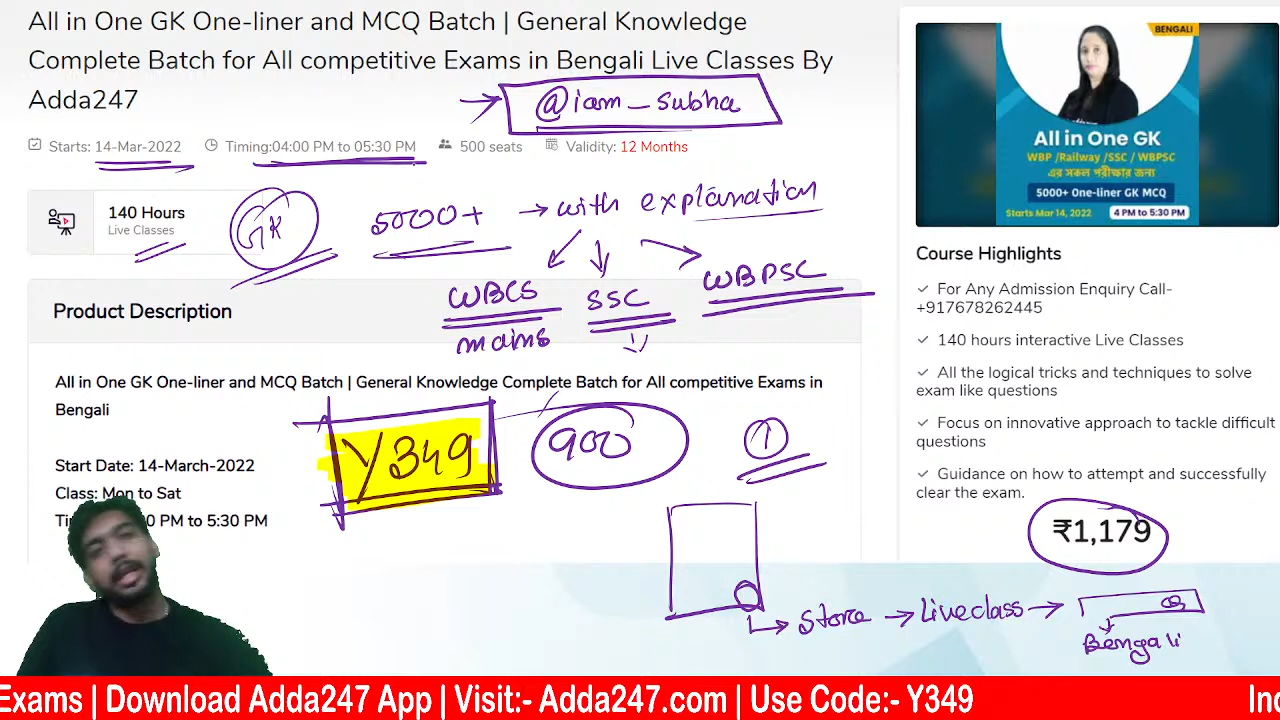 All in One GK One-liner and MCQ Batch | General Knowledge
Complete Batch for All competitive Exams in Bengali Live Classes By
Adda247
@iam_subha
Starts: 14-Mar-2022 Timing:04:00 PM to 05:30 PM 500 seats Validity: 12 Months
140 Hours
Live Classes
GK
5000+ → with explanation
WBCS
mains
SSC
WBPSC
Product Description
All in One GK One-liner and MCQ Batch | General Knowledge Complete Batch for All competitive Exams in
Bengali
Y349
900
Start Date: 14-March-2022
Class: Mon to Sat
0 PM to 5:30 PM
Store → Liveclass →
Bengali
BENGALI
All in One GK
WBP /Railway /SSC / WBPSC
এর সকল পরীক্ষার জন্য
5000+ One-liner GK MCQ
Starts Mar 14, 2022 4 PM to 5:30 PM
Course Highlights
✓ For Any Admission Enquiry Call-
+917678262445
✓ 140 hours interactive Live Classes
✓ All the logical tricks and techniques to solve
exam like questions
✓ Focus on innovative approach to tackle difficult
questions
✓ Guidance on how to attempt and successfully
clear the exam.
₹1,179
Exams | Download Adda247 App | Visit:- Adda247.com | Use Code:- Y349